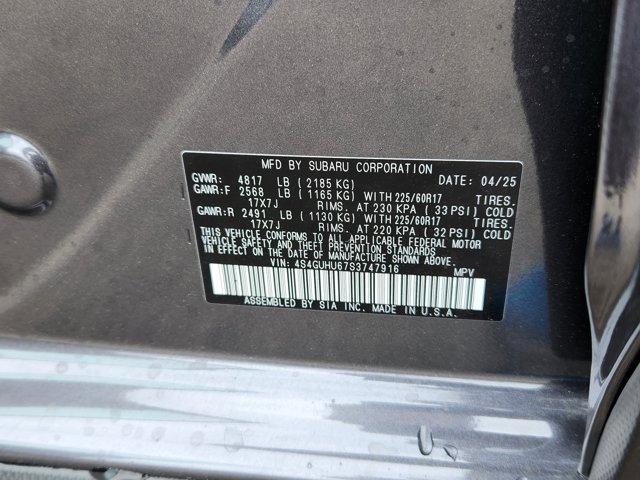 MFD BY SUBARU CORPORATION
DATE: 04/25
GVWR: 4817 LB (2185 KG)
GAWR:F 2568 LB (1165 KG) WITH 225/60R17 TIRES.
17X7J RIMS. AT 230 KPA (33 PSI) COLD
GAWR:R 2491 LB (1130 KG) WITH 225/60R17 TIRES.
17X7J RIMS. AT 220 KPA (32 PSI) COLD
THIS VEHICLE CONFORMS TO ALL APPLICABLE FEDERAL MOTOR
VEHICLE SAFETY AND THEFT PREVENTION STANDARDS
IN EFFECT ON THE DATE OF MANUFACTURE SHOWN ABOVE.
VIN: 4S4GUHU67S3747916 MPV
ASSEMBLED BY SIA INC. MADE IN U.S.A.